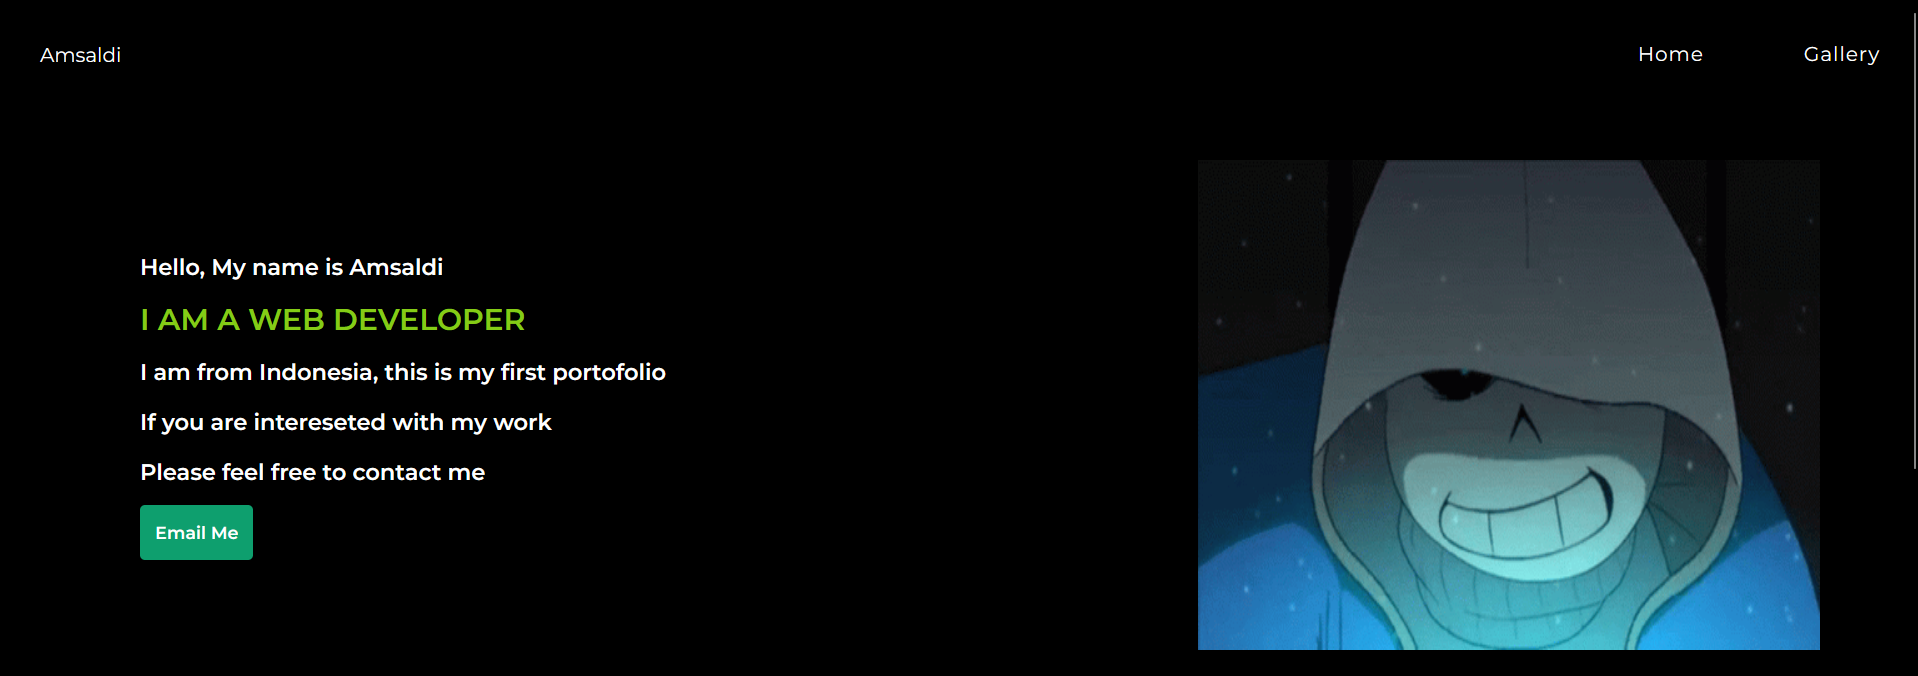 Amsaldi
Home
Gallery
Hello, My name is Amsaldi
I AM A WEB DEVELOPER
I am from Indonesia, this is my first portofolio
If you are intereseted with my work
Please feel free to contact me
Email Me